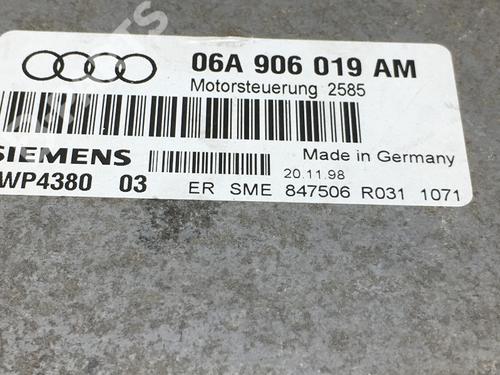 06A 906 019 AM
Motorsteuerung 2585
SIEMENS
Made in Germany
20.11.98
WP4380 03
ER SME 847506 R031 1071